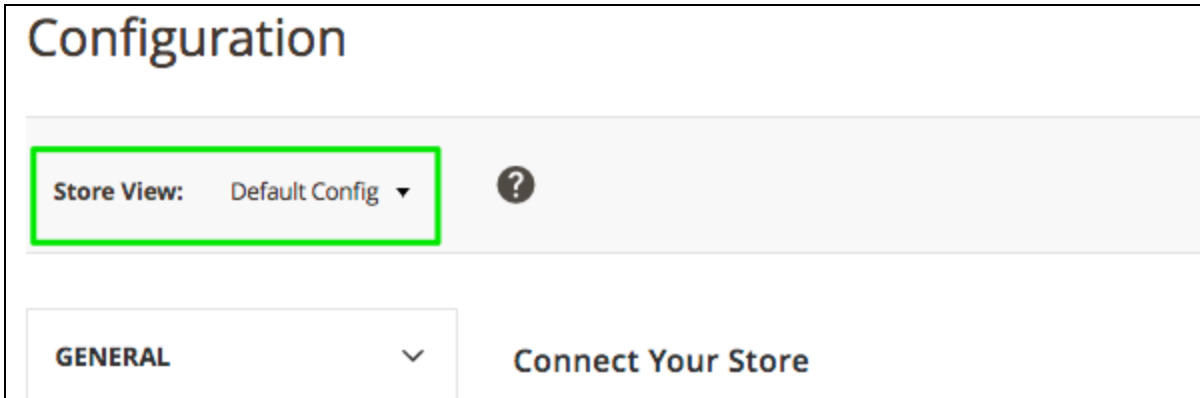 Configuration
Store View: Default Config
?
GENERAL
Connect Your Store